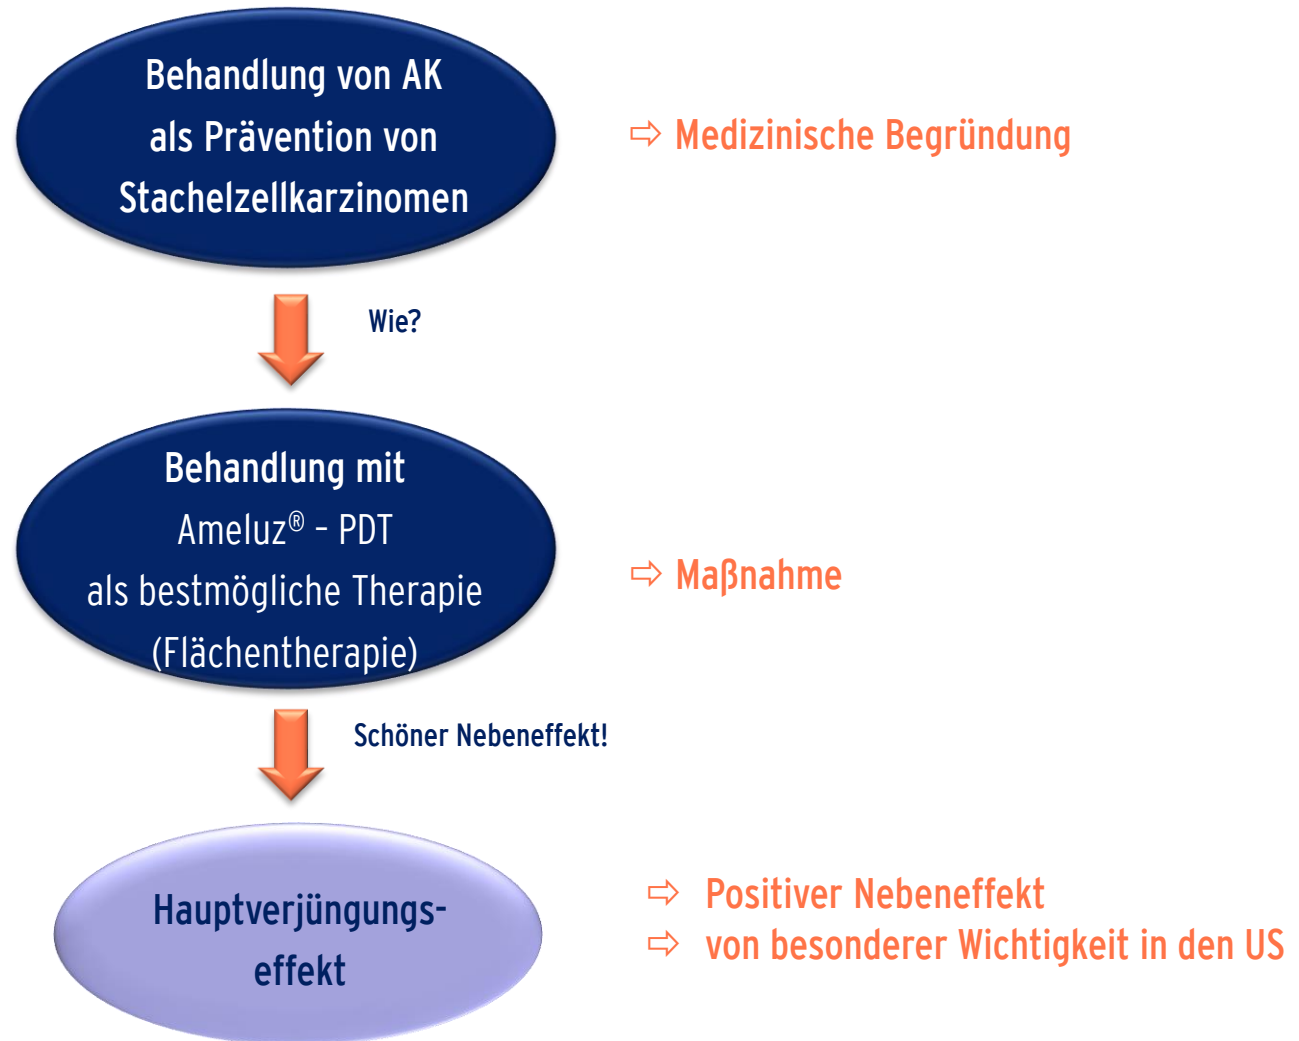 Behandlung von AK
als Prävention von
Stachelzellkarzinomen
⇨ Medizinische Begründung
Wie?
Behandlung mit
Ameluz® – PDT
als bestmögliche Therapie
(Flächentherapie)
⇨ Maßnahme
Schöner Nebeneffekt!
Hauptverjüngungs-
effekt
⇨ Positiver Nebeneffekt
⇨ von besonderer Wichtigkeit in den US